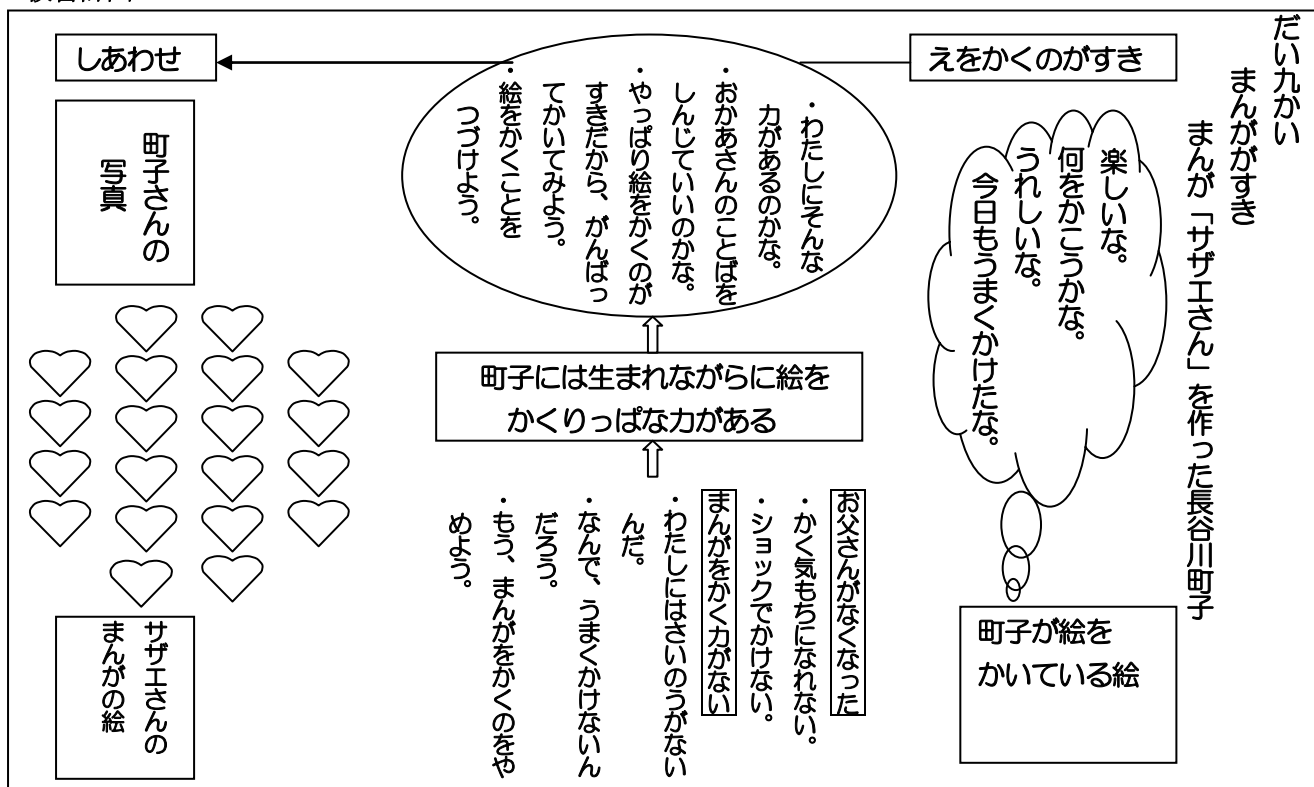 だい九かい
まんががすき
まんが「サザエさん」を作った長谷川町子
えをかくのがすき
楽しいな。
何をかこうかな。
うれしいな。
今日もうまくかけたな。
町子が絵を
かいている絵
お父さんがなくなった
・かく気もちになれない。
・ショックでかけない。
まんがをかく力がない
・わたしにはさいのうがない
んだ。
・なんで、うまくかけないん
だろう。
・もう、まんがをかくのをや
めよう。
町子には生まれながらに絵を
かくりっぱな力がある
・わたしにそんな
力があるのかな。
・おかあさんのことばを
しんじていいのかな。
・やっぱり絵をかくのが
すきだから、がんばっ
てかいてみよう。
・絵をかくことを
つづけよう。
しあわせ
町子さんの
写真
サザエさんの
まんがの絵